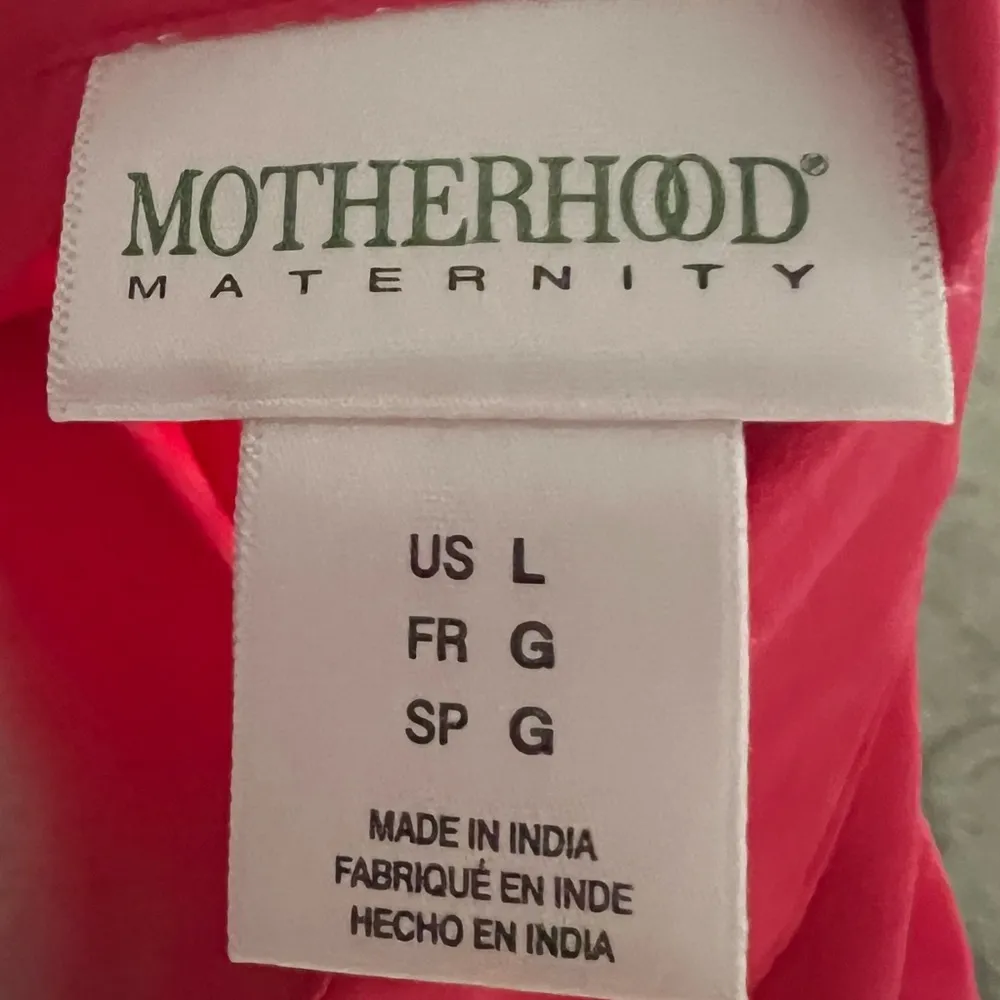 MOTHERHOOD®
MATERNITY
US L
FR G
SP G
MADE IN INDIA
FABRIQUÉ EN INDE
HECHO EN INDIA